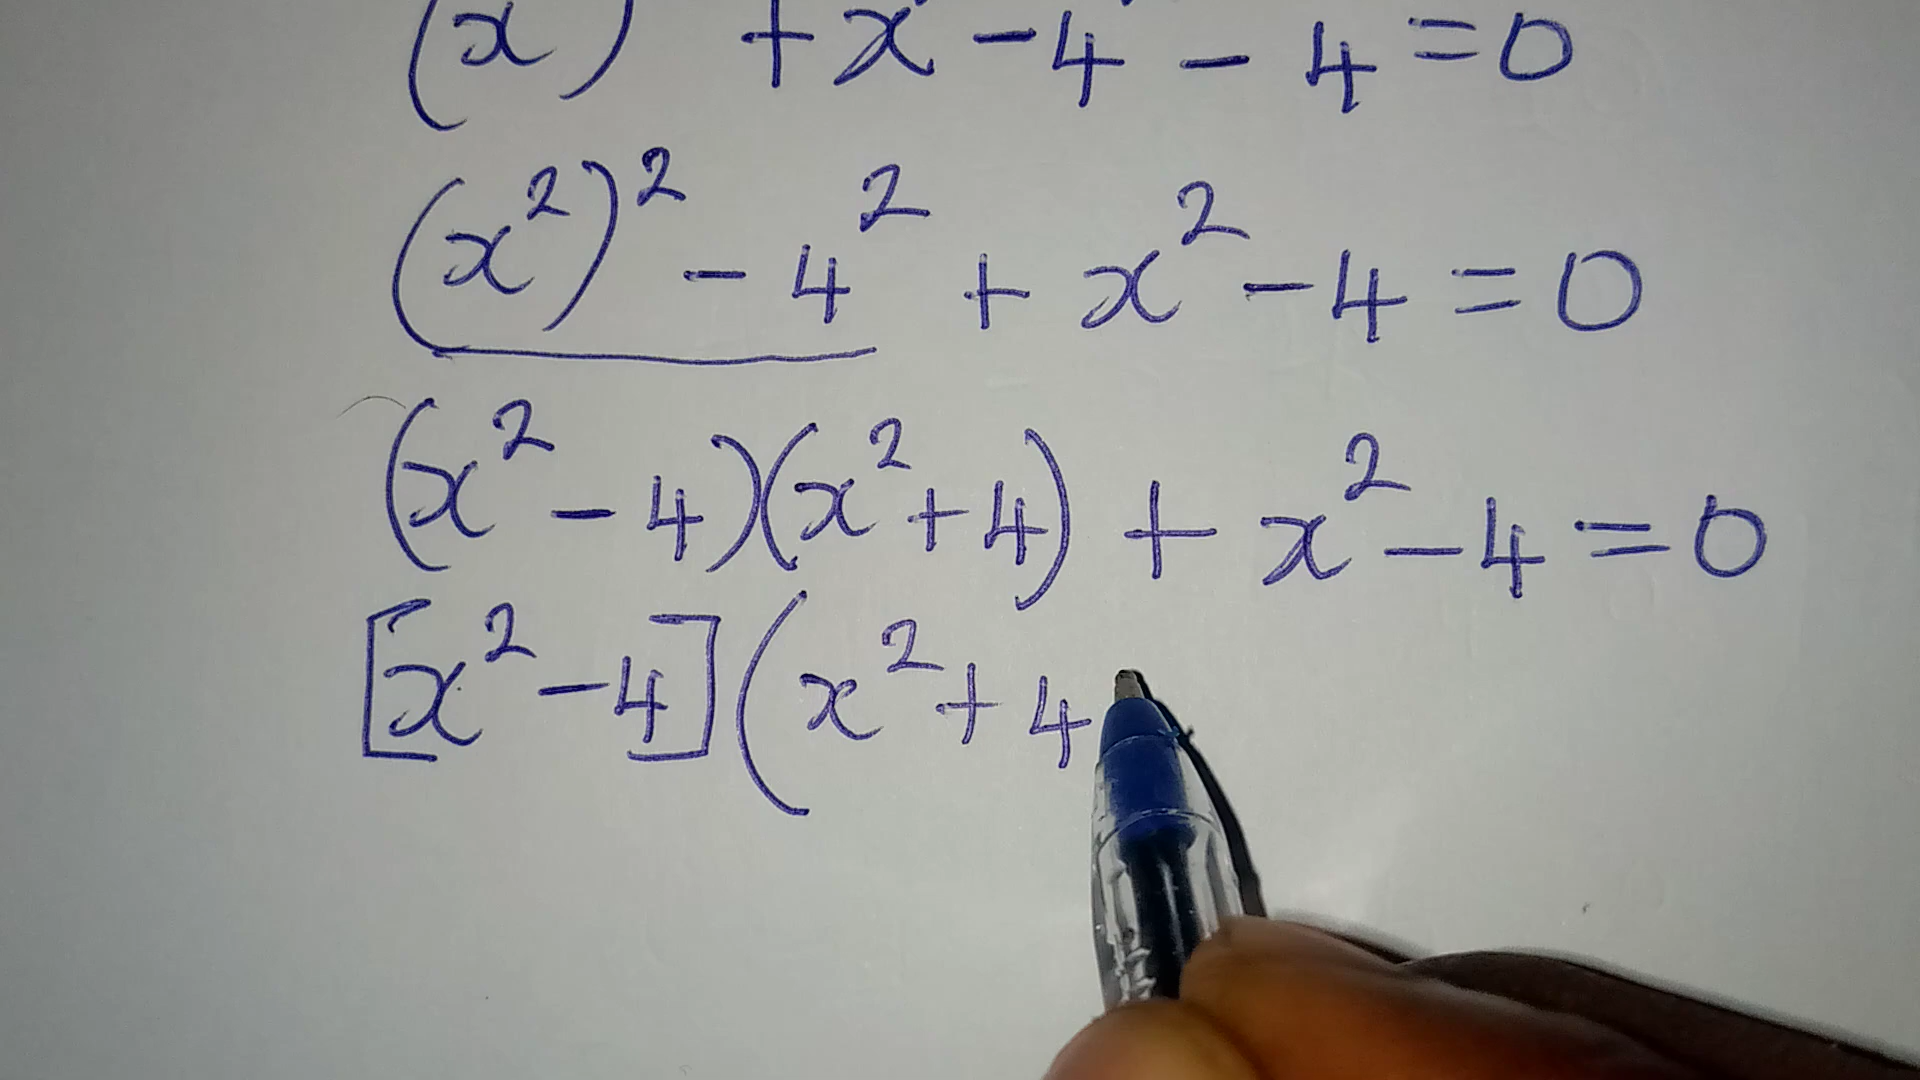 (x) + x - 4 - 4 = 0
(x²)² - 4² + x² - 4 = 0
(x² - 4)(x² + 4) + x² - 4 = 0
[x² - 4](x² + 4